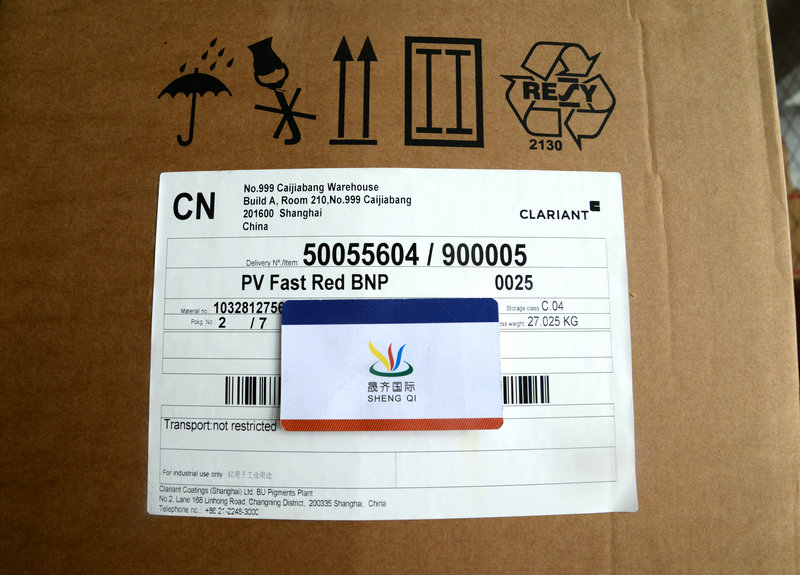 RESY
2130
CN
No.999 Caijiabang Warehouse
Build A, Room 210,No.999 Caijiabang
201600 Shanghai
China
CLARIANT
Delivery Nº./Item: 50055604 / 900005
PV Fast Red BNP 0025
Material no. 1032812756
Storage class C.04
Pckg No 2 / 7
oss weight: 27.025 KG
晟齐国际
SHENG QI
Transport:not restricted
For industrial use only 仅用于工业用途
Clariant Coatings (Shanghai) Ltd. BU Pigments Plant
No.2, Lane 168 Linhong Road, Changning District, 200335 Shanghai, China
Telephone no.: +86 21-2248-3000